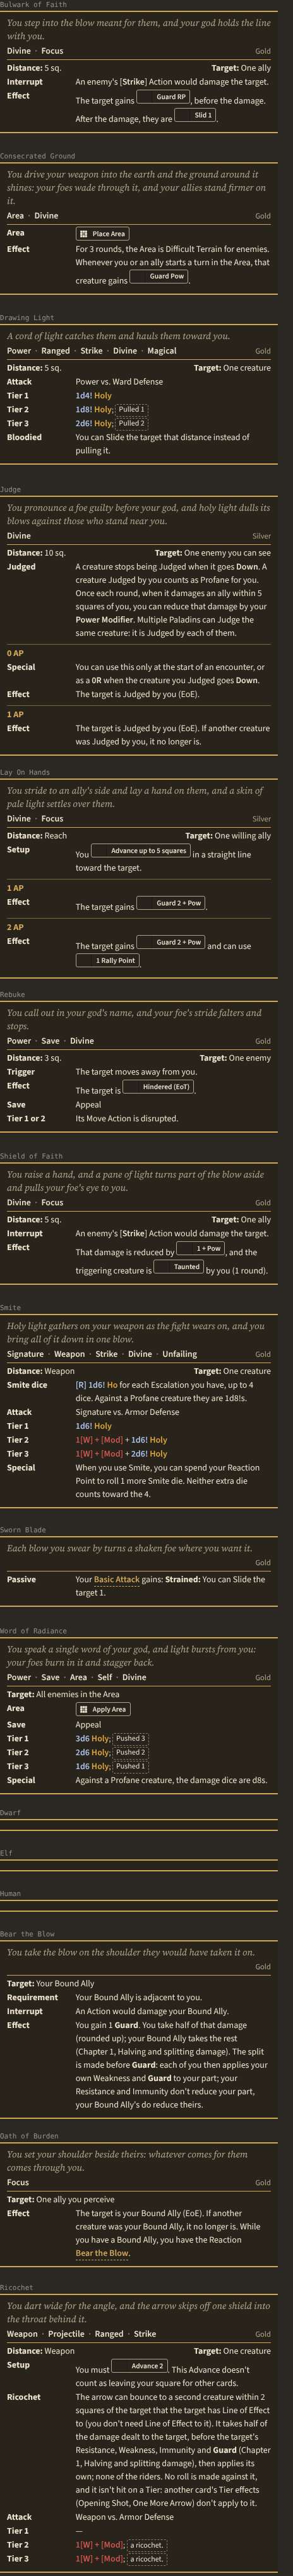 Bulwark of Faith
You step into the blow meant for them, and your god holds the line
with you.
Divine · Focus Gold
Distance: 5 sq. Target: One ally
Interrupt An enemy's [Strike] Action would damage the target.
Effect The target gains Guard RP, before the damage.
After the damage, they are Slid 1.
Consecrated Ground
You drive your weapon into the earth and the ground around it
shines: your foes wade through it, and your allies stand firmer on
it.
Area · Divine Gold
Area Place Area
Effect For 3 rounds, the Area is Difficult Terrain for enemies.
Whenever you or an ally starts a turn in the Area, that
creature gains Guard Pow.
Drawing Light
A cord of light catches them and hauls them toward you.
Power · Ranged · Strike · Divine · Magical Gold
Distance: 5 sq. Target: One creature
Attack Power vs. Ward Defense
Tier 1 1d4! Holy
Tier 2 1d8! Holy; Pulled 1
Tier 3 2d6! Holy; Pulled 2
Bloodied You can Slide the target that distance instead of
pulling it.
Judge
You pronounce a foe guilty before your god, and holy light dulls its
blows against those who stand near you.
Divine Silver
Distance: 10 sq. Target: One enemy you can see
Judged A creature stops being Judged when it goes Down. A
creature Judged by you counts as Profane for you.
Once each round, when it damages an ally within 5
squares of you, you can reduce that damage by your
Power Modifier. Multiple Paladins can Judge the
same creature: it is Judged by each of them.
0 AP
Special You can use this only at the start of an encounter, or
as a 0R when the creature you Judged goes Down.
Effect The target is Judged by you (EoE).
1 AP
Effect The target is Judged by you (EoE). If another creature
was Judged by you, it no longer is.
Lay On Hands
You stride to an ally's side and lay a hand on them, and a skin of
pale light settles over them.
Divine · Focus Silver
Distance: Reach Target: One willing ally
Setup You Advance up to 5 squares in a straight line
toward the target.
1 AP
Effect The target gains Guard 2 + Pow.
2 AP
Effect The target gains Guard 2 + Pow and can use
1 Rally Point.
Rebuke
You call out in your god's name, and your foe's stride falters and
stops.
Power · Save · Divine Gold
Distance: 3 sq. Target: One enemy
Trigger The target moves away from you.
Effect The target is Hindered (EoT).
Save Appeal
Tier 1 or 2 Its Move Action is disrupted.
Shield of Faith
You raise a hand, and a pane of light turns part of the blow aside
and pulls your foe's eye to you.
Divine · Focus Gold
Distance: 5 sq. Target: One ally
Interrupt An enemy's [Strike] Action would damage the target.
Effect That damage is reduced by 1 + Pow, and the
triggering creature is Taunted by you (1 round).
Smite
Holy light gathers on your weapon as the fight wears on, and you
bring all of it down in one blow.
Signature · Weapon · Strike · Divine · Unfailing Gold
Distance: Weapon Target: One creature
Smite dice [R] 1d6! Ho for each Escalation you have, up to 4
dice. Against a Profane creature they are 1d8!s.
Attack Signature vs. Armor Defense
Tier 1 1d6! Holy
Tier 2 1[W] + [Mod] + 1d6! Holy
Tier 3 1[W] + [Mod] + 2d6! Holy
Special When you use Smite, you can spend your Reaction
Point to roll 1 more Smite die. Neither extra die
counts toward the 4.
Sworn Blade
Each blow you swear by turns a shaken foe where you want it.
Gold
Passive Your Basic Attack gains: Strained: You can Slide the
target 1.
Word of Radiance
You speak a single word of your god, and light bursts from you:
your foes burn in it and stagger back.
Power · Save · Area · Self · Divine Gold
Target: All enemies in the Area
Area Apply Area
Save Appeal
Tier 1 3d6 Holy; Pushed 3
Tier 2 2d6 Holy; Pushed 2
Tier 3 1d6 Holy; Pushed 1
Special Against a Profane creature, the damage dice are d8s.
Dwarf
Elf
Human
Bear the Blow
You take the blow on the shoulder they would have taken it on.
Gold
Target: Your Bound Ally
Requirement Your Bound Ally is adjacent to you.
Interrupt An Action would damage your Bound Ally.
Effect You gain 1 Guard. You take half of that damage
(rounded up); your Bound Ally takes the rest
(Chapter 1, Halving and splitting damage). The split
is made before Guard: each of you then applies your
own Weakness and Guard to your part; your
Resistance and Immunity don't reduce your part,
your Bound Ally's do reduce theirs.
Oath of Burden
You set your shoulder beside theirs: whatever comes for them
comes through you.
Focus Gold
Target: One ally you perceive
Effect The target is your Bound Ally (EoE). If another
creature was your Bound Ally, it no longer is. While
you have a Bound Ally, you have the Reaction
Bear the Blow.
Ricochet
You dart wide for the angle, and the arrow skips off one shield into
the throat behind it.
Weapon · Projectile · Ranged · Strike Gold
Distance: Weapon Target: One creature
Setup You must Advance 2. This Advance doesn't
count as leaving your square for other cards.
Ricochet The arrow can bounce to a second creature within 2
squares of the target that the target has Line of Effect
to (you don't need Line of Effect to it). It takes half of
the damage dealt to the target, before the target's
Resistance, Weakness, Immunity and Guard (Chapter
1, Halving and splitting damage), then applies its
own; none of the riders. No roll is made against it,
and it isn't hit on a Tier: another card's Tier effects
(Opening Shot, One More Arrow) don't apply to it.
Attack Weapon vs. Armor Defense
Tier 1 —
Tier 2 1[W] + [Mod]; a ricochet.
Tier 3 1[W] + [Mod]; a ricochet.